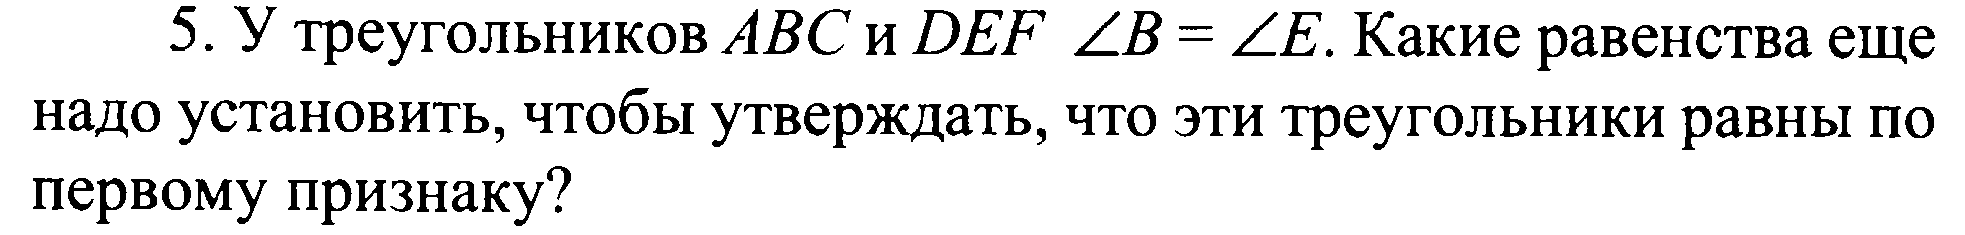 5. У треугольников ABC и DEF ∠B = ∠E. Какие равенства еще
надо установить, чтобы утверждать, что эти треугольники равны по
первому признаку?